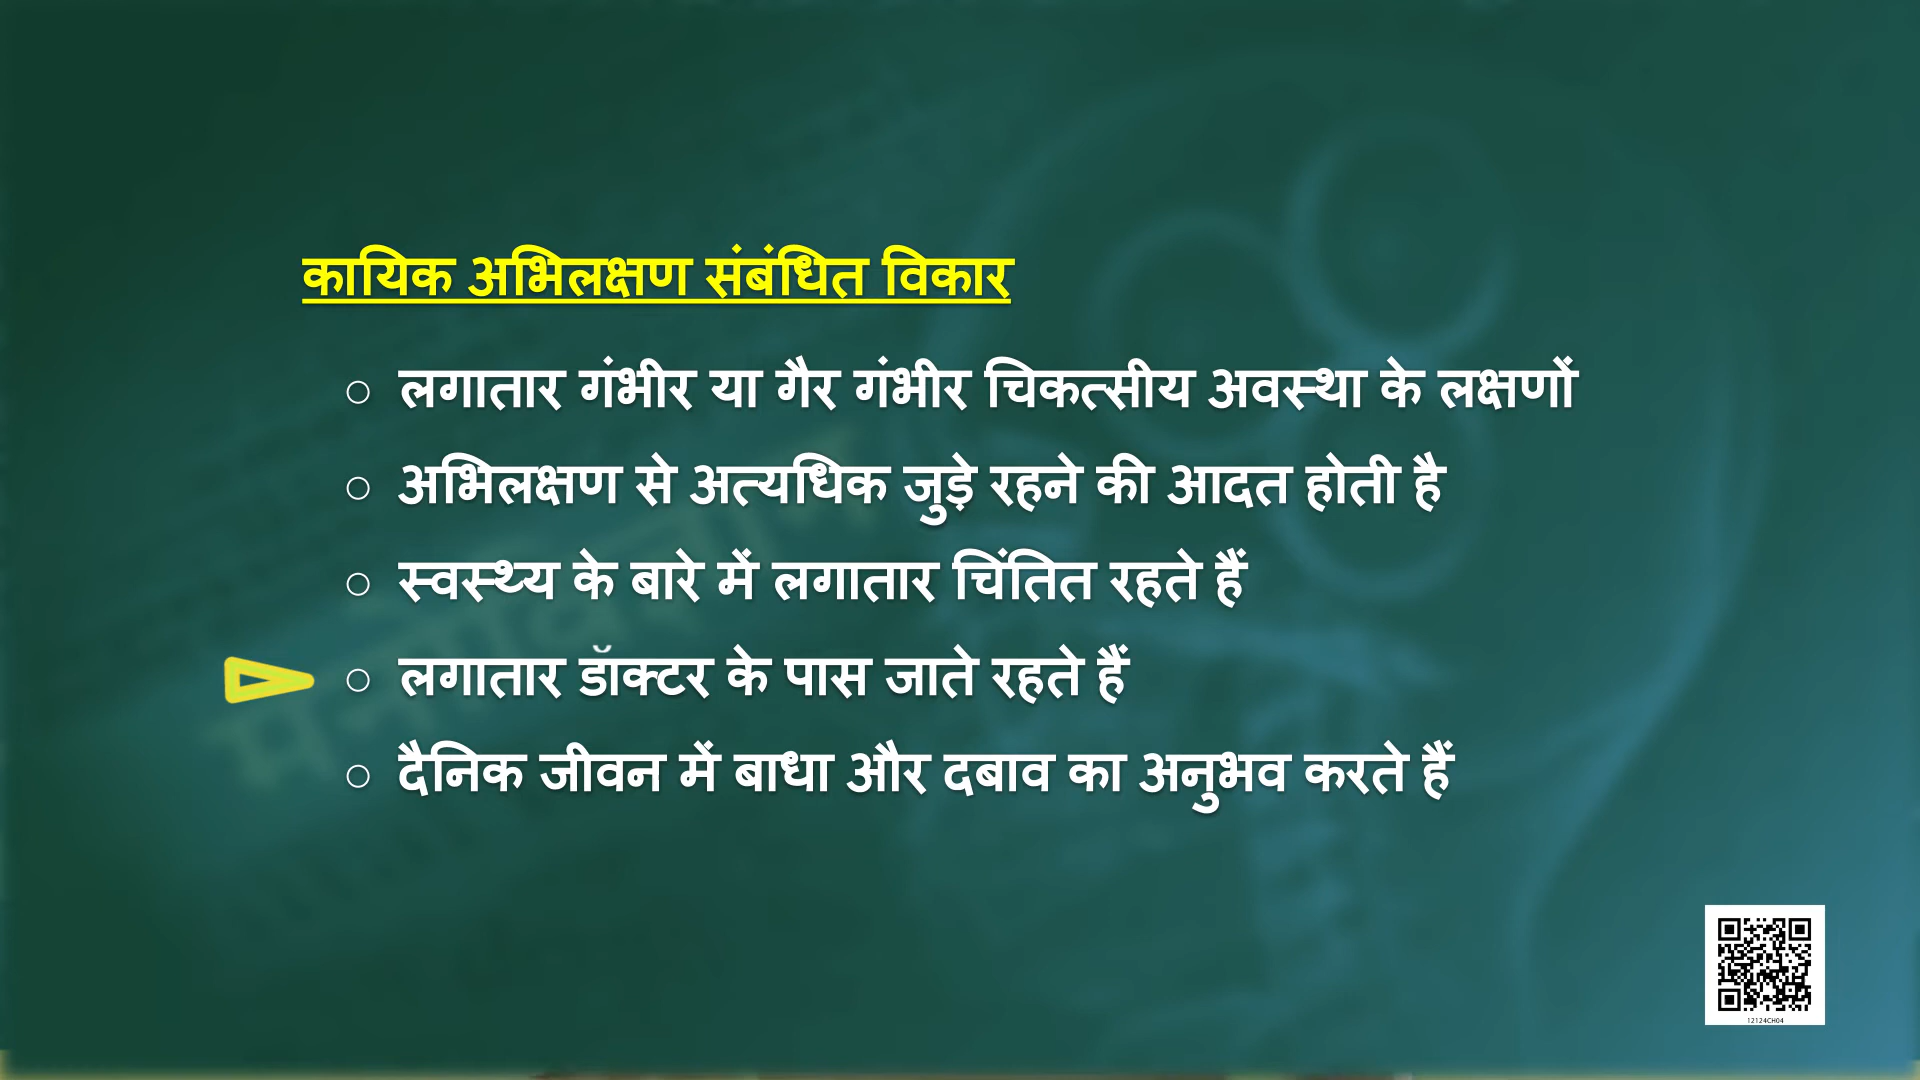 कायिक अभिलक्षण संबंधित विकार
लगातार गंभीर या गैर गंभीर चिकत्सीय अवस्था के लक्षणों
अभिलक्षण से अत्यधिक जुड़े रहने की आदत होती है
स्वस्थ्य के बारे में लगातार चिंतित रहते हैं
लगातार डॉक्टर के पास जाते रहते हैं
दैनिक जीवन में बाधा और दबाव का अनुभव करते हैं
12124CH04